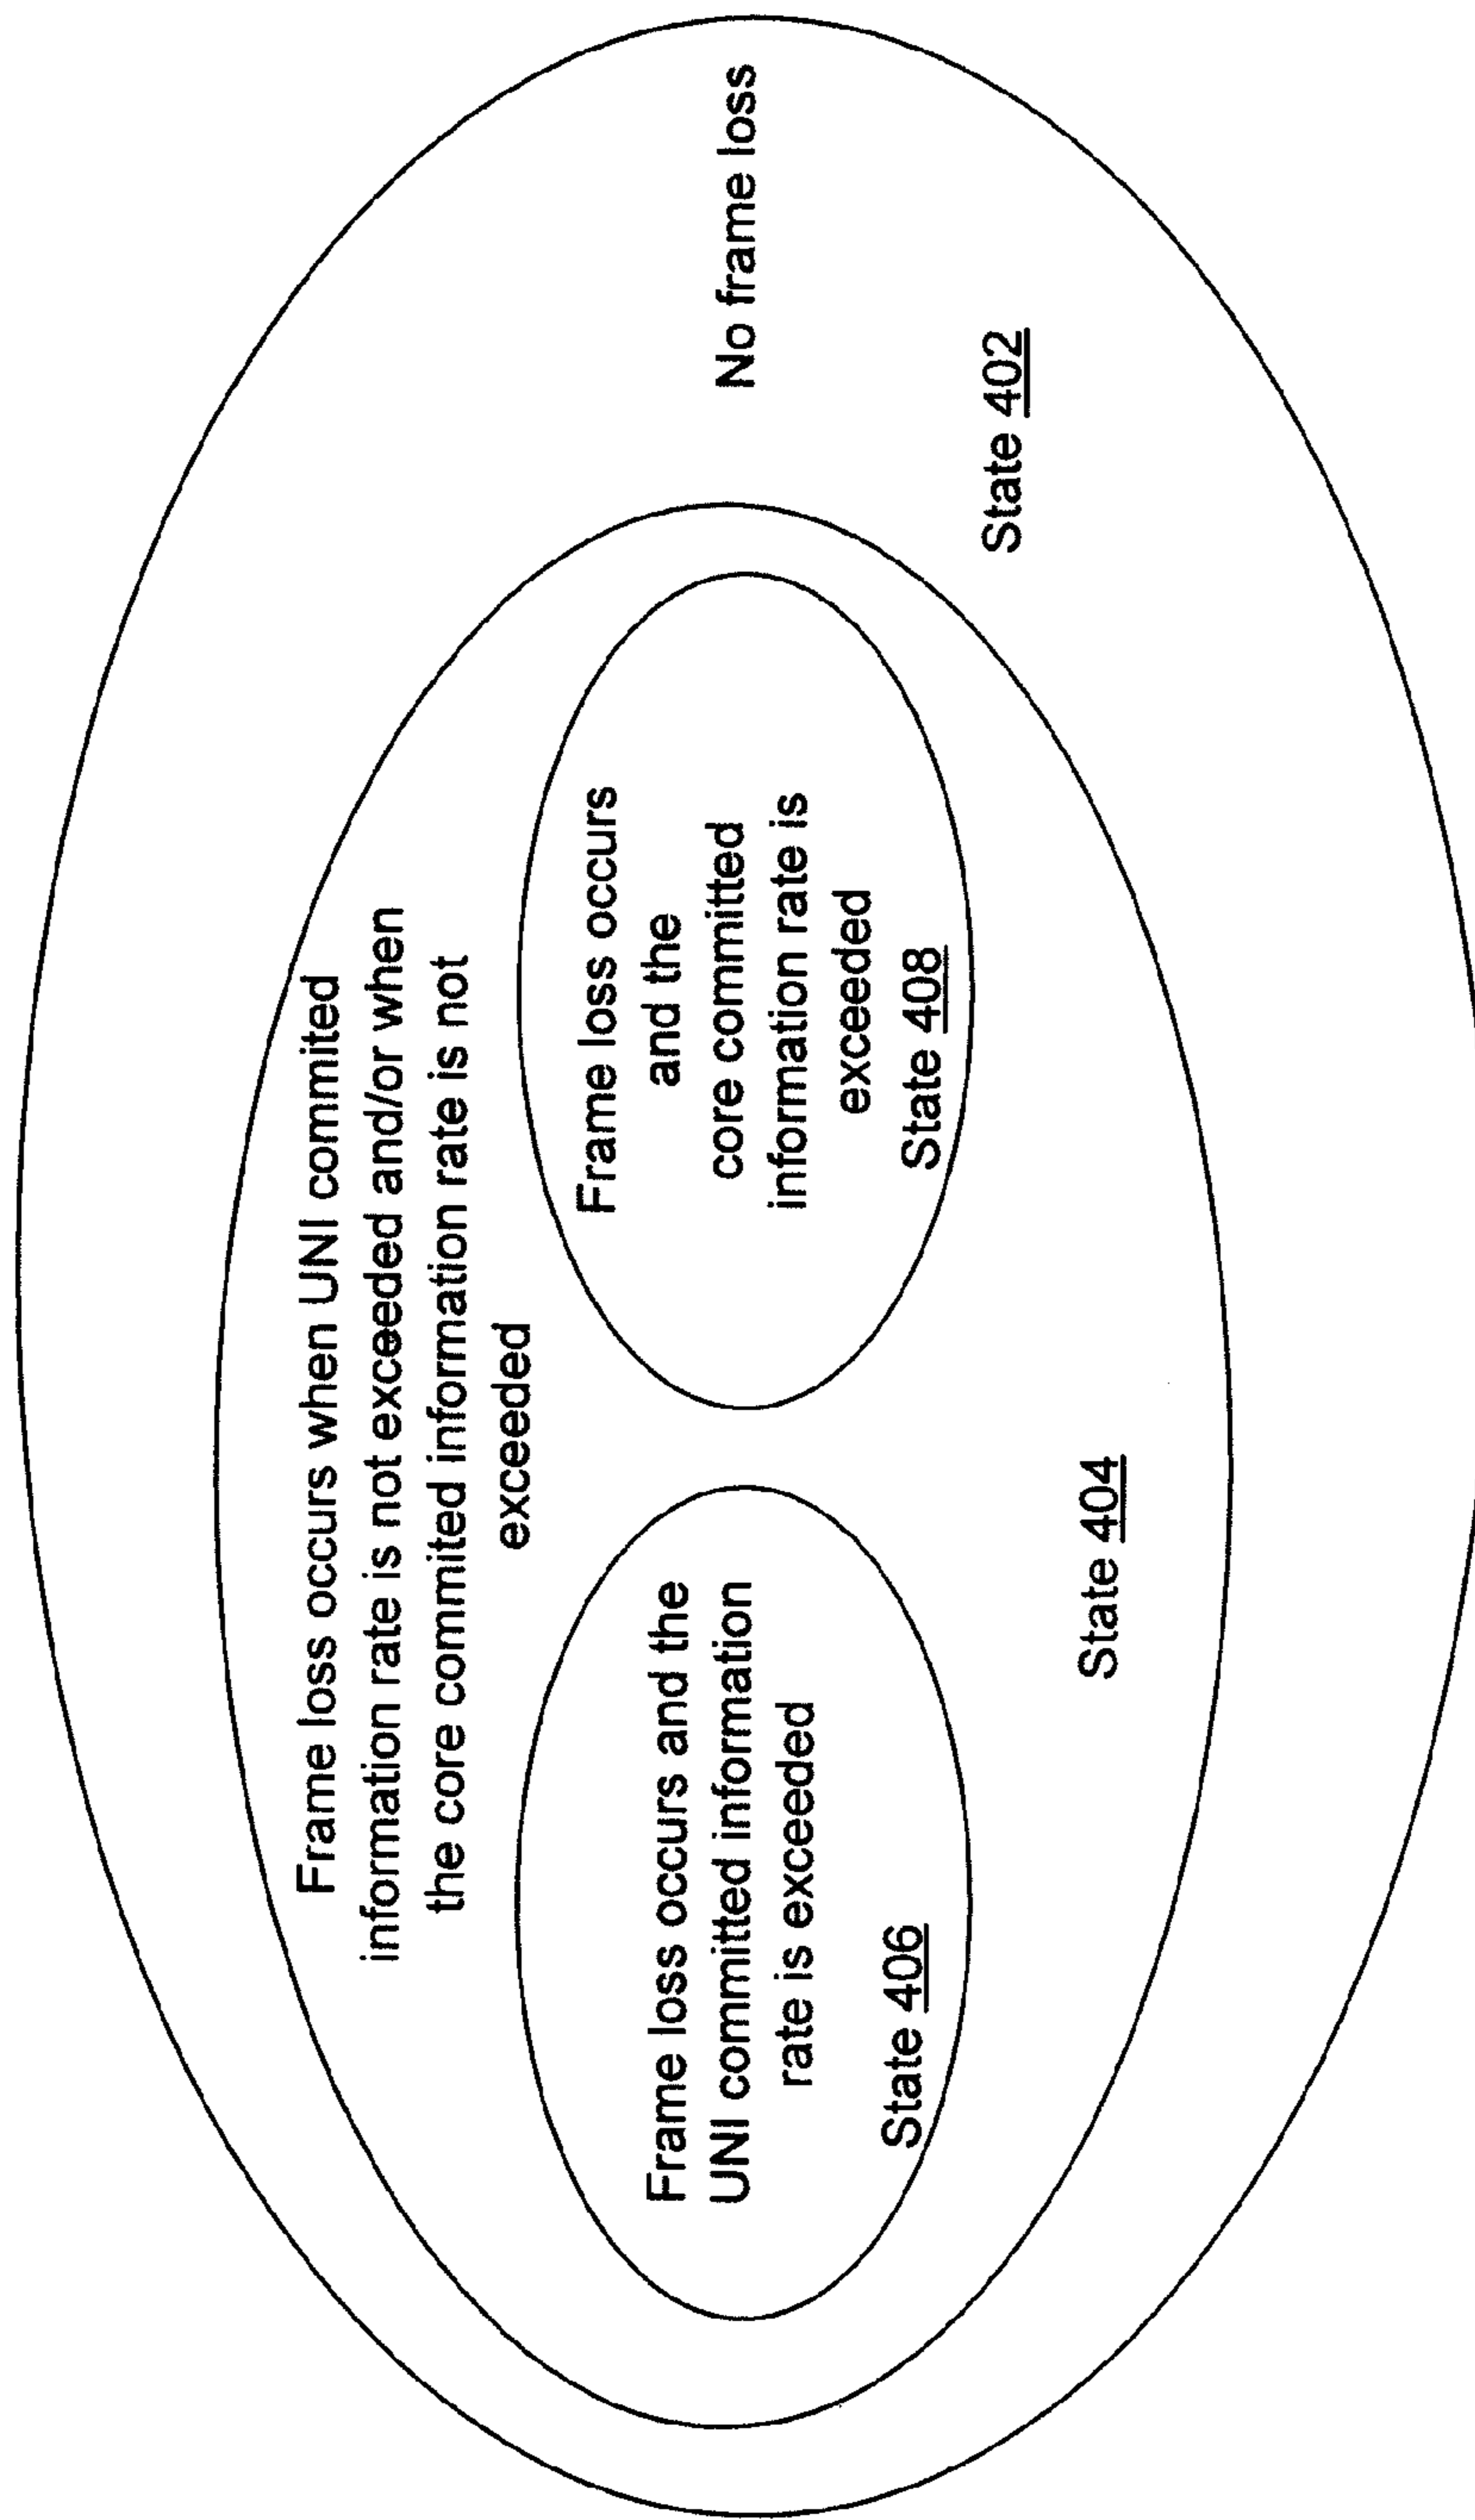 Frame loss occurs when UNI committed
information rate is not exceeded and/or when
the core committed information rate is not
exceeded
Frame loss occurs and the
UNI committed information
rate is exceeded
State 406
Frame loss occurs
and the
core committed
information rate is
exceeded
State 408
State 404
No frame loss
State 402